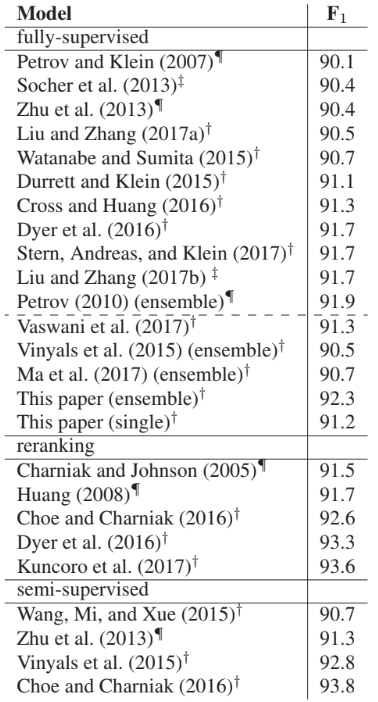 Model F₁
fully-supervised
Petrov and Klein (2007)¶ 90.1
Socher et al. (2013)‡ 90.4
Zhu et al. (2013)¶ 90.4
Liu and Zhang (2017a)† 90.5
Watanabe and Sumita (2015)† 90.7
Durrett and Klein (2015)† 91.1
Cross and Huang (2016)† 91.3
Dyer et al. (2016)† 91.7
Stern, Andreas, and Klein (2017)† 91.7
Liu and Zhang (2017b) ‡ 91.7
Petrov (2010) (ensemble)¶ 91.9
Vaswani et al. (2017)† 91.3
Vinyals et al. (2015) (ensemble)† 90.5
Ma et al. (2017) (ensemble)† 90.7
This paper (ensemble)† 92.3
This paper (single)† 91.2
reranking
Charniak and Johnson (2005)¶ 91.5
Huang (2008)¶ 91.7
Choe and Charniak (2016)† 92.6
Dyer et al. (2016)† 93.3
Kuncoro et al. (2017)† 93.6
semi-supervised
Wang, Mi, and Xue (2015)† 90.7
Zhu et al. (2013)¶ 91.3
Vinyals et al. (2015)† 92.8
Choe and Charniak (2016)† 93.8